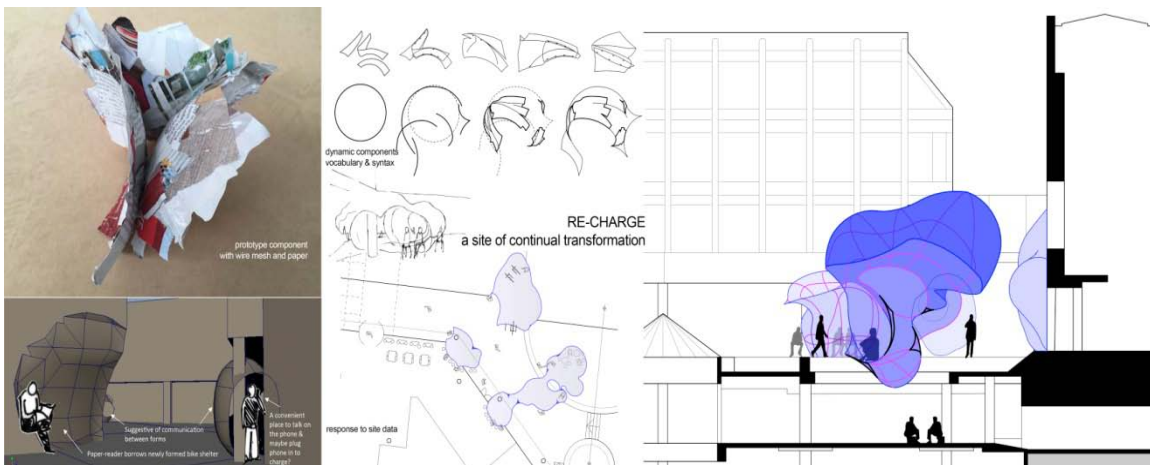 prototype component
with wire mesh and paper
Suggestive of communication
between forms
Paper-reader borrows newly formed bike shelter
A convenient
place to talk on
the phone &
maybe plug
phone in to
charge?
dynamic components
vocabulary & syntax
RE-CHARGE
a site of continual transformation
response to site data